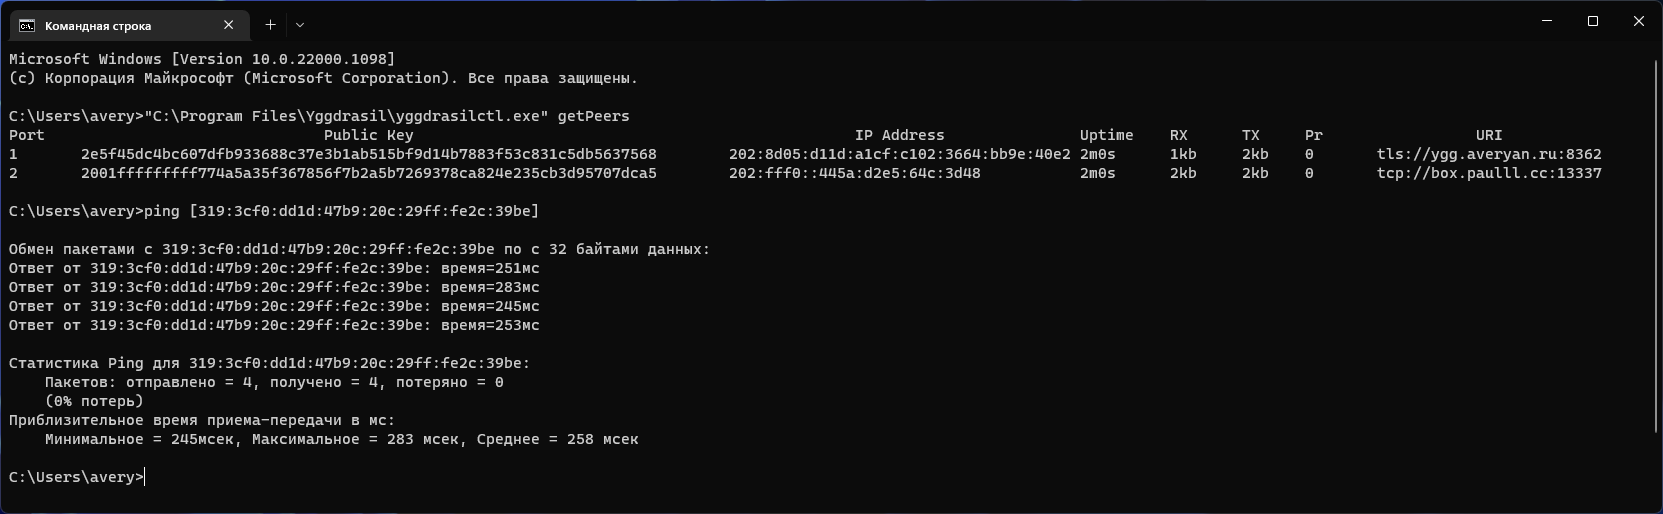 Командная строка
Microsoft Windows [Version 10.0.22000.1098]
(c) Корпорация Майкрософт (Microsoft Corporation). Все права защищены.
C:\Users\avery>"C:\Program Files\Yggdrasil\yggdrasilctl.exe" getPeers
Port Public Key IP Address Uptime RX TX Pr URI
1 2e5f45dc4bc607dfb933688c37e3b1ab515bf9d14b7883f53c831c5db5637568 202:8d05:d11d:a1cf:c102:3664:bb9e:40e2 2m0s 1kb 2kb 0 tls://ygg.averyan.ru:8362
2 2001fffffffff774a5a35f367856f7b2a5b7269378ca824e235cb3d95707dca5 202:fff0::445a:d2e5:64c:3d48 2m0s 2kb 2kb 0 tcp://box.paulll.cc:13337
C:\Users\avery>ping [319:3cf0:dd1d:47b9:20c:29ff:fe2c:39be]
Обмен пакетами с 319:3cf0:dd1d:47b9:20c:29ff:fe2c:39be по с 32 байтами данных:
Ответ от 319:3cf0:dd1d:47b9:20c:29ff:fe2c:39be: время=251мс
Ответ от 319:3cf0:dd1d:47b9:20c:29ff:fe2c:39be: время=283мс
Ответ от 319:3cf0:dd1d:47b9:20c:29ff:fe2c:39be: время=245мс
Ответ от 319:3cf0:dd1d:47b9:20c:29ff:fe2c:39be: время=253мс
Статистика Ping для 319:3cf0:dd1d:47b9:20c:29ff:fe2c:39be:
Пакетов: отправлено = 4, получено = 4, потеряно = 0
(0% потерь)
Приблизительное время приема-передачи в мс:
Минимальное = 245мсек, Максимальное = 283 мсек, Среднее = 258 мсек
C:\Users\avery>